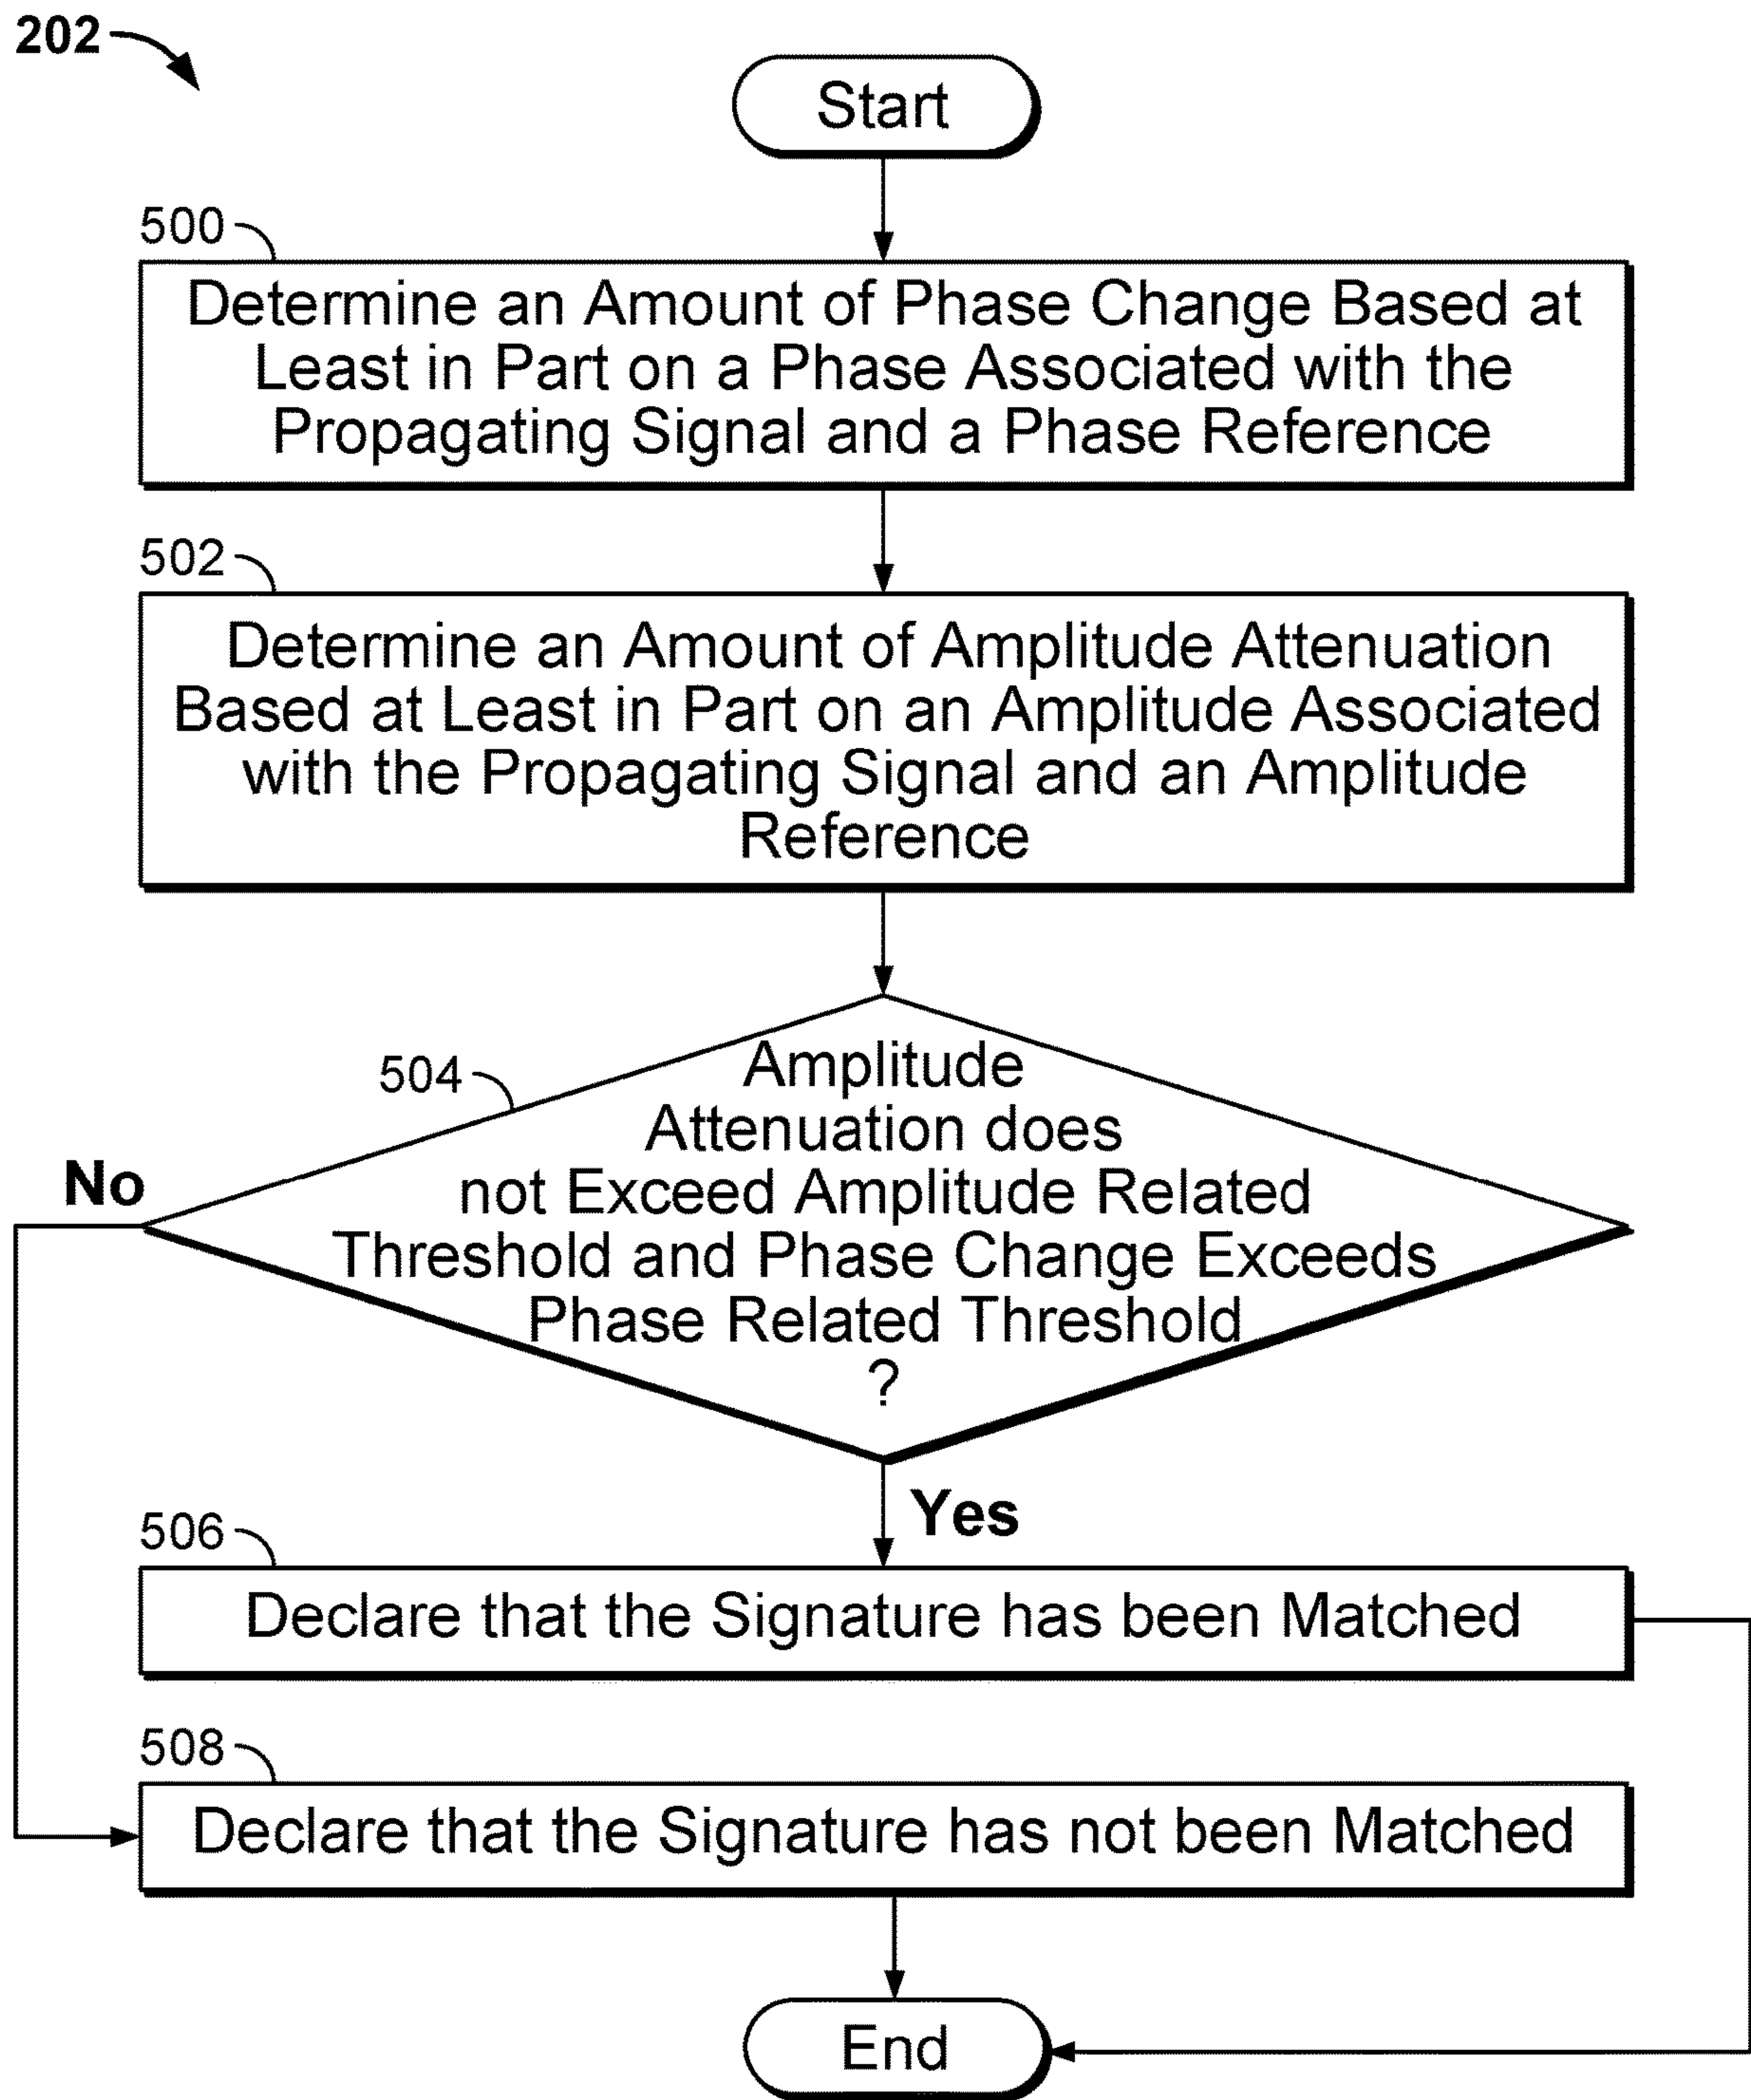 202
Start
500
Determine an Amount of Phase Change Based at
Least in Part on a Phase Associated with the
Propagating Signal and a Phase Reference
502
Determine an Amount of Amplitude Attenuation
Based at Least in Part on an Amplitude Associated
with the Propagating Signal and an Amplitude
Reference
504
Amplitude
Attenuation does
not Exceed Amplitude Related
Threshold and Phase Change Exceeds
Phase Related Threshold
?
No
Yes
506
Declare that the Signature has been Matched
508
Declare that the Signature has not been Matched
End